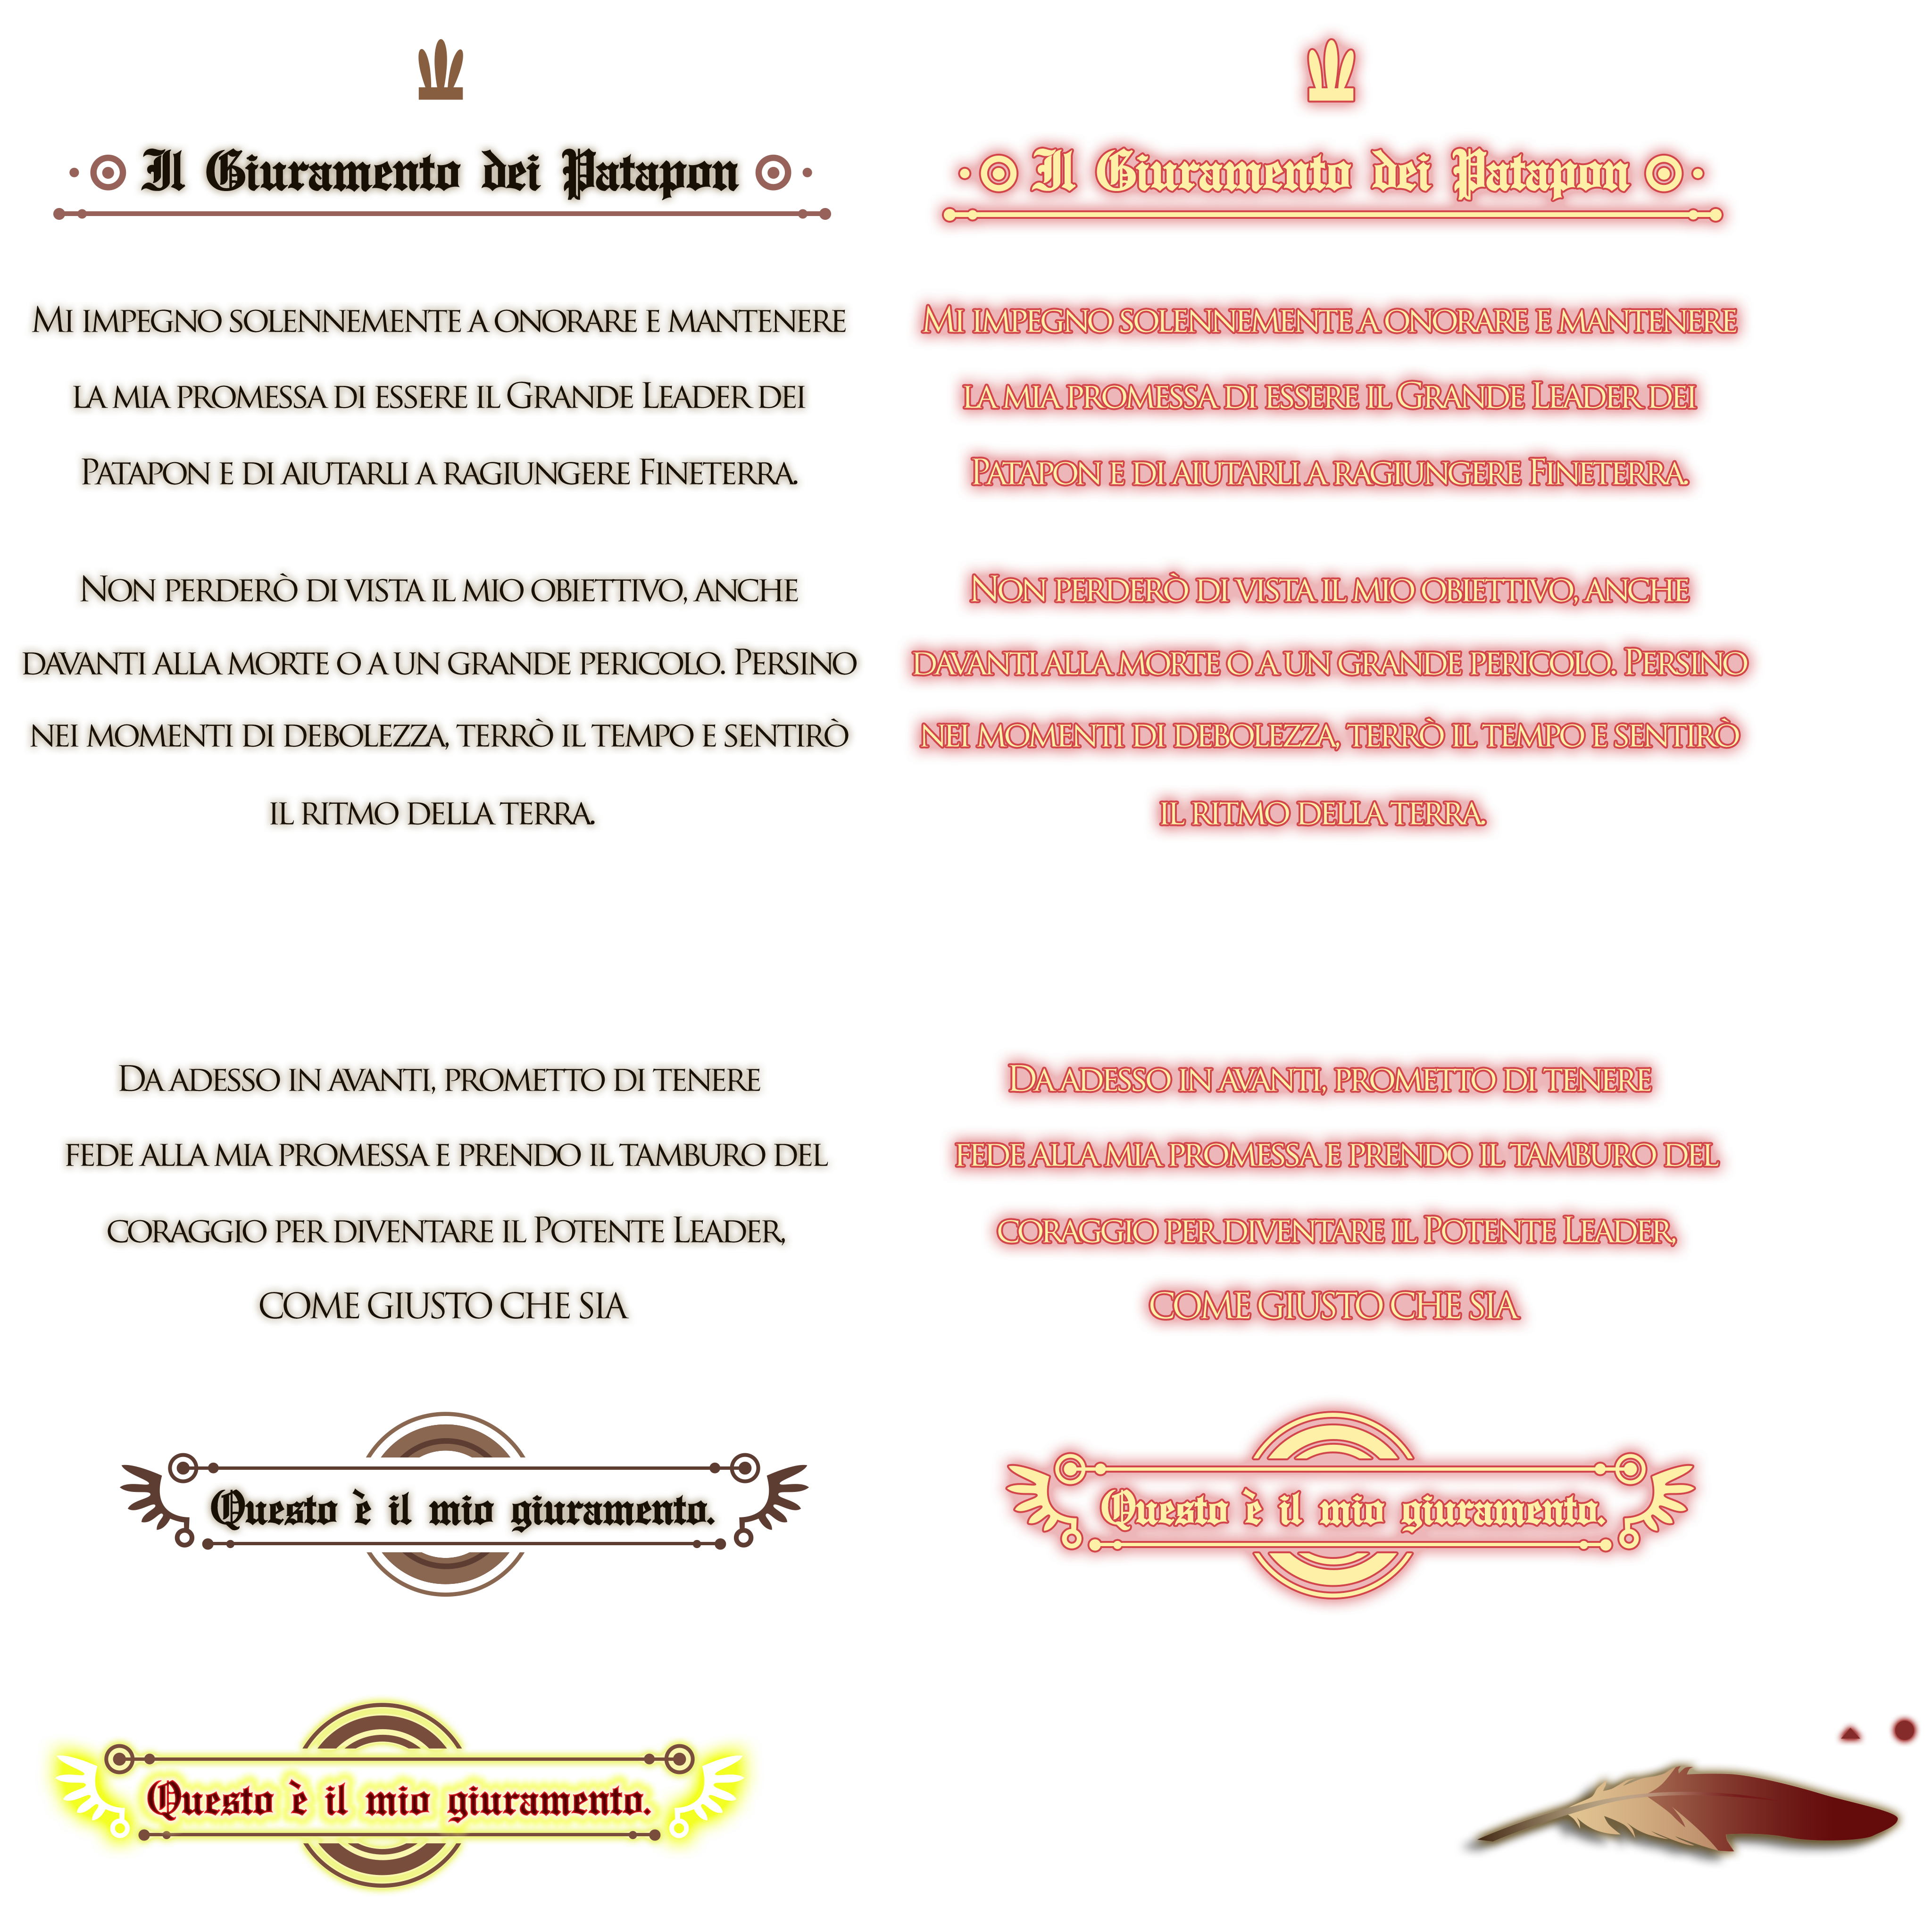 Il Giuramento dei Patapon
Mi impegno solennemente a onorare e mantenere
la mia promessa di essere il Grande Leader dei
Patapon e di aiutarli a ragiungere Fineterra.
Non perderò di vista il mio obiettivo, anche
davanti alla morte o a un grande pericolo. Persino
nei momenti di debolezza, terrò il tempo e sentirò
il ritmo della terra.
Da adesso in avanti, prometto di tenere
fede alla mia promessa e prendo il tamburo del
coraggio per diventare il Potente Leader,
come giusto che sia
Questo è il mio giuramento.
Questo è il mio giuramento.
Il Giuramento dei Patapon
Mi impegno solennemente a onorare e mantenere
la mia promessa di essere il Grande Leader dei
Patapon e di aiutarli a ragiungere Fineterra.
Non perderò di vista il mio obiettivo, anche
davanti alla morte o a un grande pericolo. Persino
nei momenti di debolezza, terrò il tempo e sentirò
il ritmo della terra.
Da adesso in avanti, prometto di tenere
fede alla mia promessa e prendo il tamburo del
coraggio per diventare il Potente Leader,
come giusto che sia
Questo è il mio giuramento.